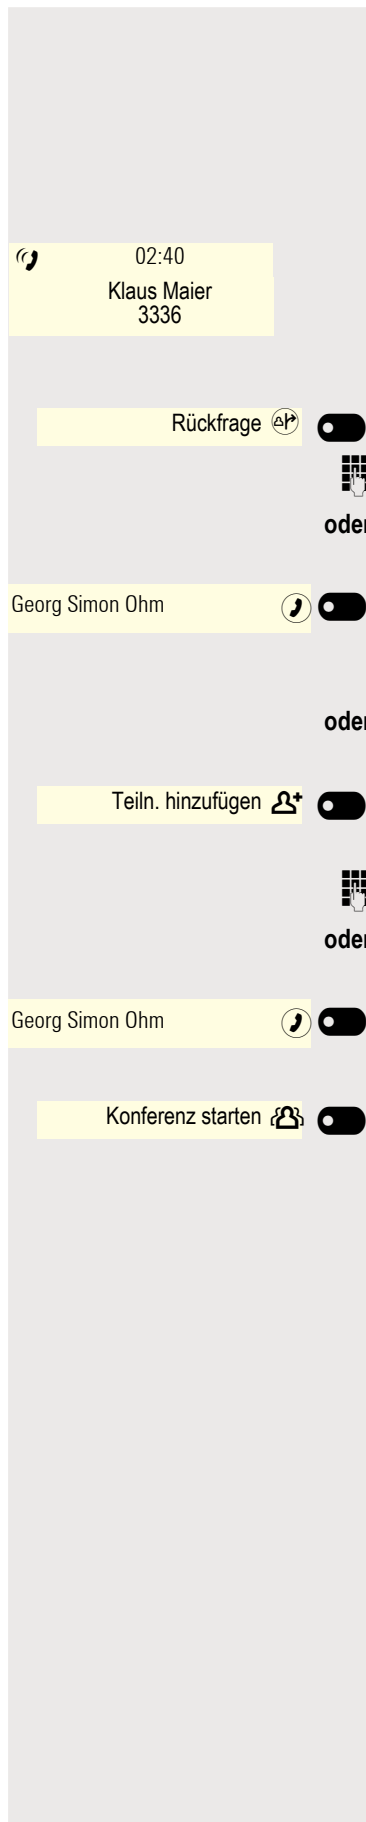 02:40
Klaus Maier
3336
Rückfrage
oder
Georg Simon Ohm
oder
Teiln. hinzufügen
oder
Georg Simon Ohm
Konferenz starten